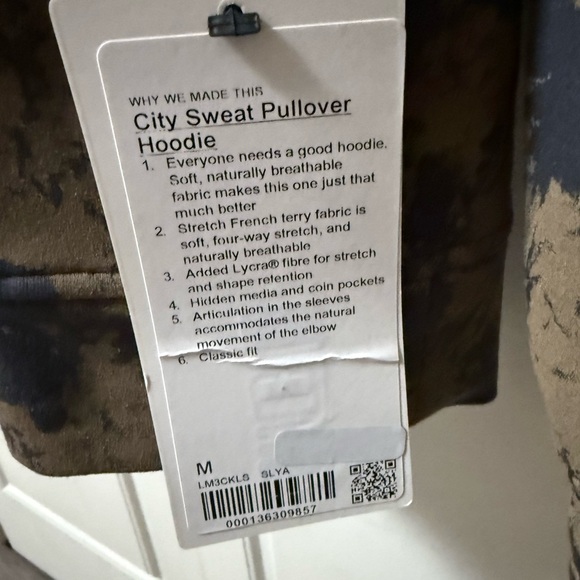 WHY WE MADE THIS
City Sweat Pullover
Hoodie
1. Everyone needs a good hoodie.
Soft, naturally breathable
fabric makes this one just that
much better
2. Stretch French terry fabric is
soft, four-way stretch, and
naturally breathable
3. Added Lycra® fibre for stretch
and shape retention
4. Hidden media and coin pockets
5. Articulation in the sleeves
accommodates the natural
movement of the elbow
6. Classic fit
M
LM3CKLS SLYA
000136309857